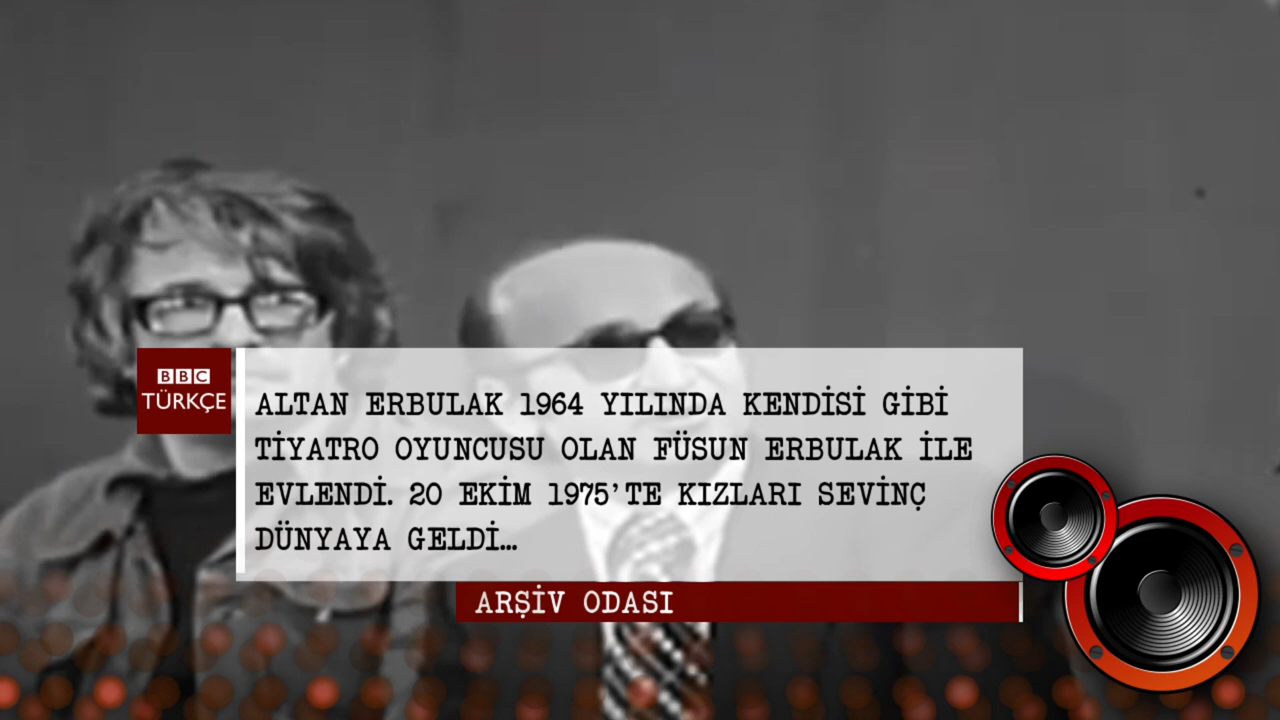 BBC
TÜRKÇE
ALTAN ERBULAK 1964 YILINDA KENDİSİ GİBİ
TİYATRO OYUNCUSU OLAN FÜSUN ERBULAK İLE
EVLENDİ. 20 EKİM 1975'TE KIZLARI SEVİNÇ
DÜNYAYA GELDİ...
ARŞİV ODASI